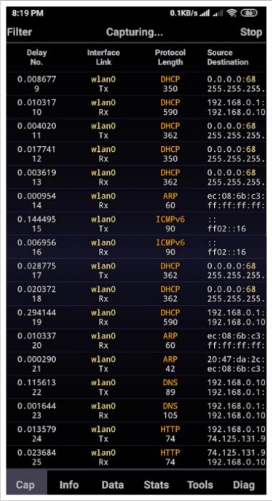 8:19 PM 0.1KB/s
Filter Capturing... Stop
Delay Interface Protocol Source
No. Link Length Destination
0.008677 wlan0 DHCP 0.0.0.0:68
9 Tx 350 255.255.255.
0.010317 wlan0 DHCP 192.168.0.1:
10 Rx 590 192.168.0.10
0.004020 wlan0 DHCP 0.0.0.0:68
11 Tx 362 255.255.255.
0.017741 wlan0 DHCP 0.0.0.0:68
12 Rx 350 255.255.255.
0.003619 wlan0 DHCP 0.0.0.0:68
13 Rx 362 255.255.255.
0.000954 wlan0 ARP ec:08:6b:c3:
14 Rx 60 ff:ff:ff:ff:
0.144495 wlan0 ICMPv6 ::
15 Tx 90 ff02::16
0.006956 wlan0 ICMPv6 ::
16 Rx 90 ff02::16
0.028775 wlan0 DHCP 0.0.0.0:68
17 Tx 362 255.255.255.
0.020372 wlan0 DHCP 0.0.0.0:68
18 Rx 362 255.255.255.
0.294144 wlan0 DHCP 192.168.0.1:
19 Rx 590 192.168.0.10
0.010337 wlan0 ARP ec:08:6b:c3:
20 Rx 60 ff:ff:ff:ff:
0.000290 wlan0 ARP 20:47:da:2c:
21 Tx 42 ec:08:6b:c3:
0.115613 wlan0 DNS 192.168.0.10
22 Tx 89 192.168.0.1:
0.001644 wlan0 DNS 192.168.0.1:
23 Rx 105 192.168.0.10
0.013579 wlan0 HTTP 192.168.0.10
24 Tx 74 74.125.131.9
0.023684 wlan0 HTTP 74.125.131.9
25 Rx 74 192.168.0.10
Cap Info Data Stats Tools Diag